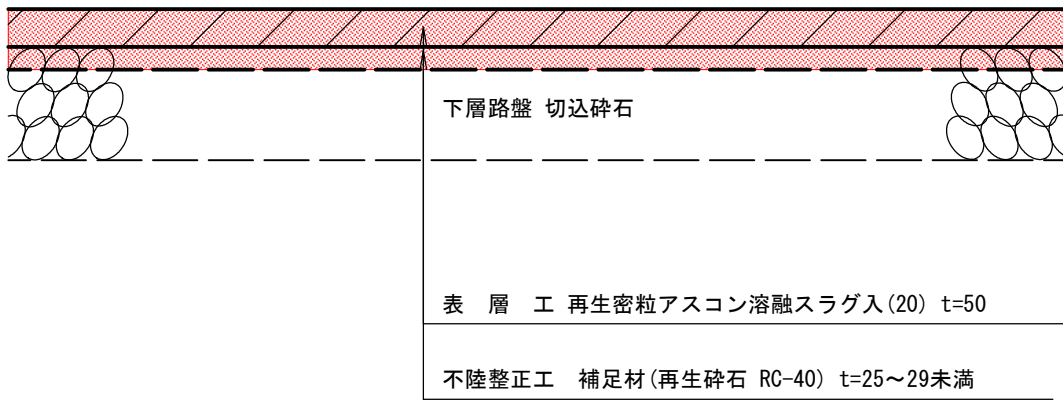 下層路盤 切込砕石
表 層 工 再生密粒アスコン溶融スラグ入(20) t=50
不陸整正工 補足材(再生砕石 RC-40) t=25～29未満